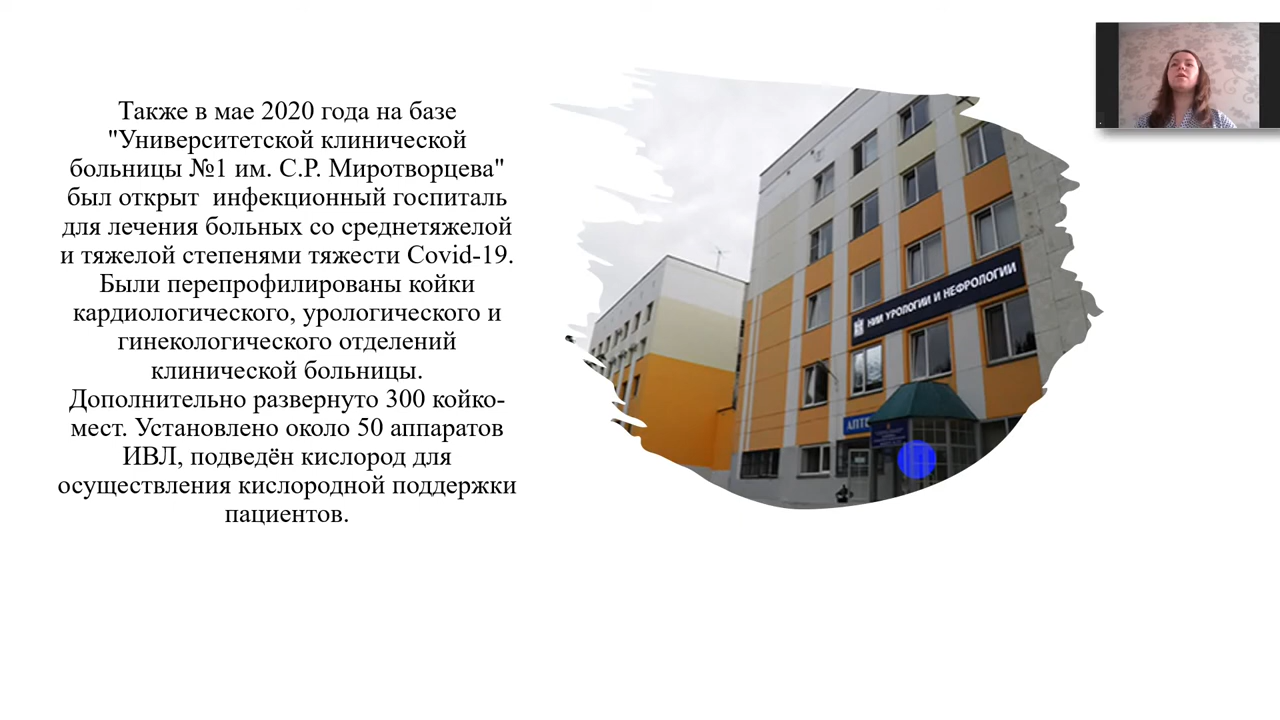 Также в мае 2020 года на базе
"Университетской клинической
больницы №1 им. С.Р. Миротворцева"
был открыт  инфекционный госпиталь
для лечения больных со среднетяжелой
и тяжелой степенями тяжести Covid-19.
Были перепрофилированы койки
кардиологического, урологического и
гинекологического отделений
клинической больницы.
Дополнительно развернуто 300 койко-
мест. Установлено около 50 аппаратов
ИВЛ, подведён кислород для
осуществления кислородной поддержки
пациентов.
НИИ УРОЛОГИИ И НЕФРОЛОГИИ